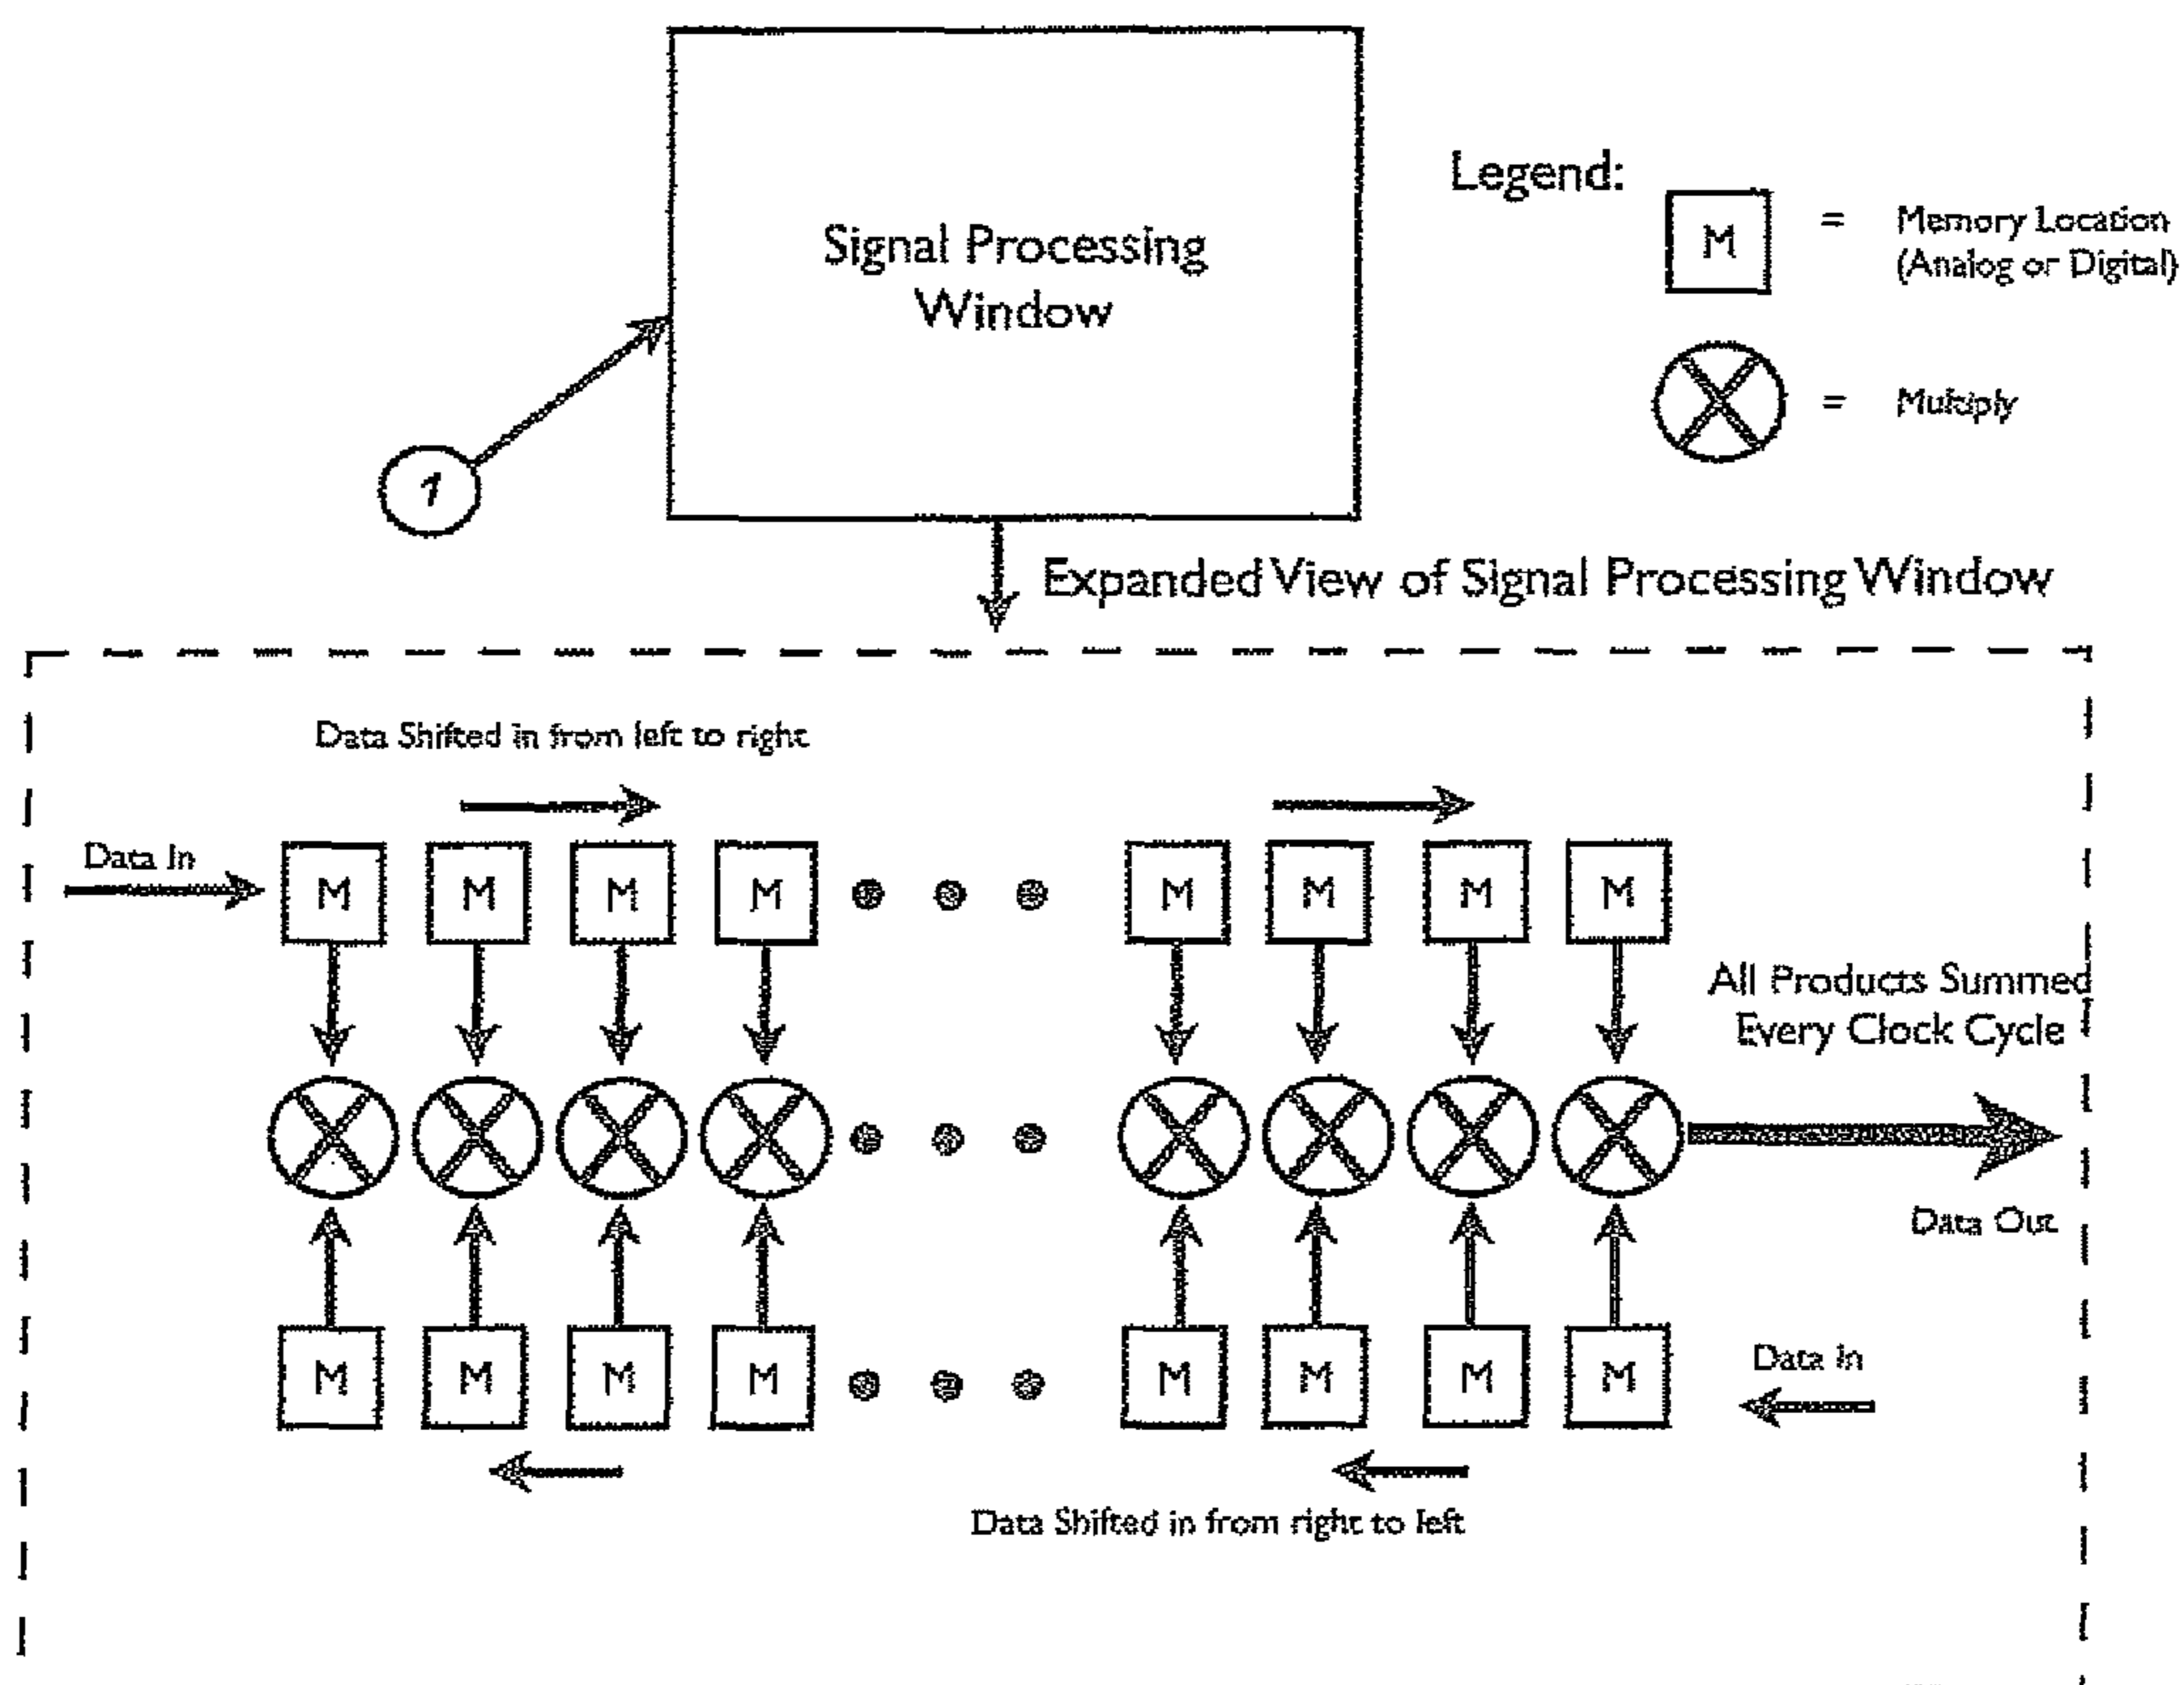 Signal Processing
Window
Legend:
M
=
Memory Location
(Analog or Digital)
=
Multiply
1
Expanded View of Signal Processing Window
Data Shifted in from left to right
Data In
M M M M M M M M
All Products Summed
Every Clock Cycle
Data Out
M M M M M M M M
Data In
Data Shifted in from right to left